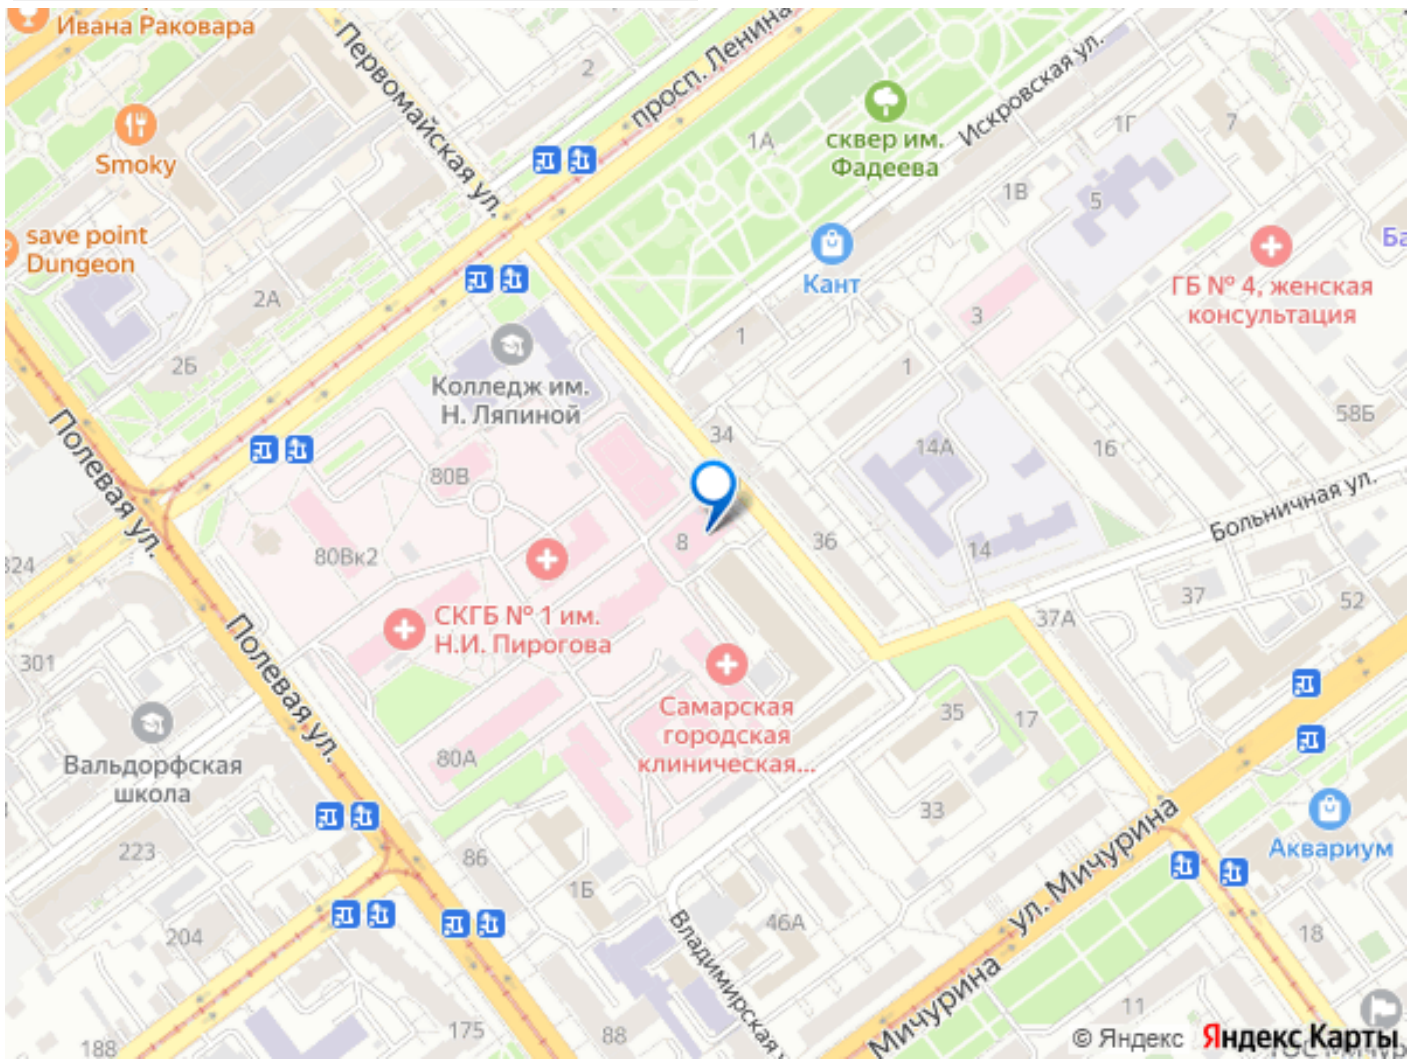 Ивана Раковара
Первомайская ул.
2
просп. Ленина
1А
сквер им.
Фадеева
Искровская ул.
1Г
7
Smoky
1В
5
save point
Dungeon
2А
Кант
ГБ № 4, женская
консультация
Ба
3
1
1
2Б
Колледж им.
Н. Ляпиной
58Б
34
14А
16
Полевая ул.
80В
Больничная ул.
80Вк2
8
36
14
324
37
52
37А
СКГБ № 1 им.
Н.И. Пирогова
301
Полевая ул.
Самарская
городская
клиническая...
35
17
80А
Вальдорфская
школа
33
ул. Мичурина
Аквариум
223
86
1Б
46А
Владимирская у
204
18
Мичурина
11
175
88
188
© Яндекс
Яндекс Карты